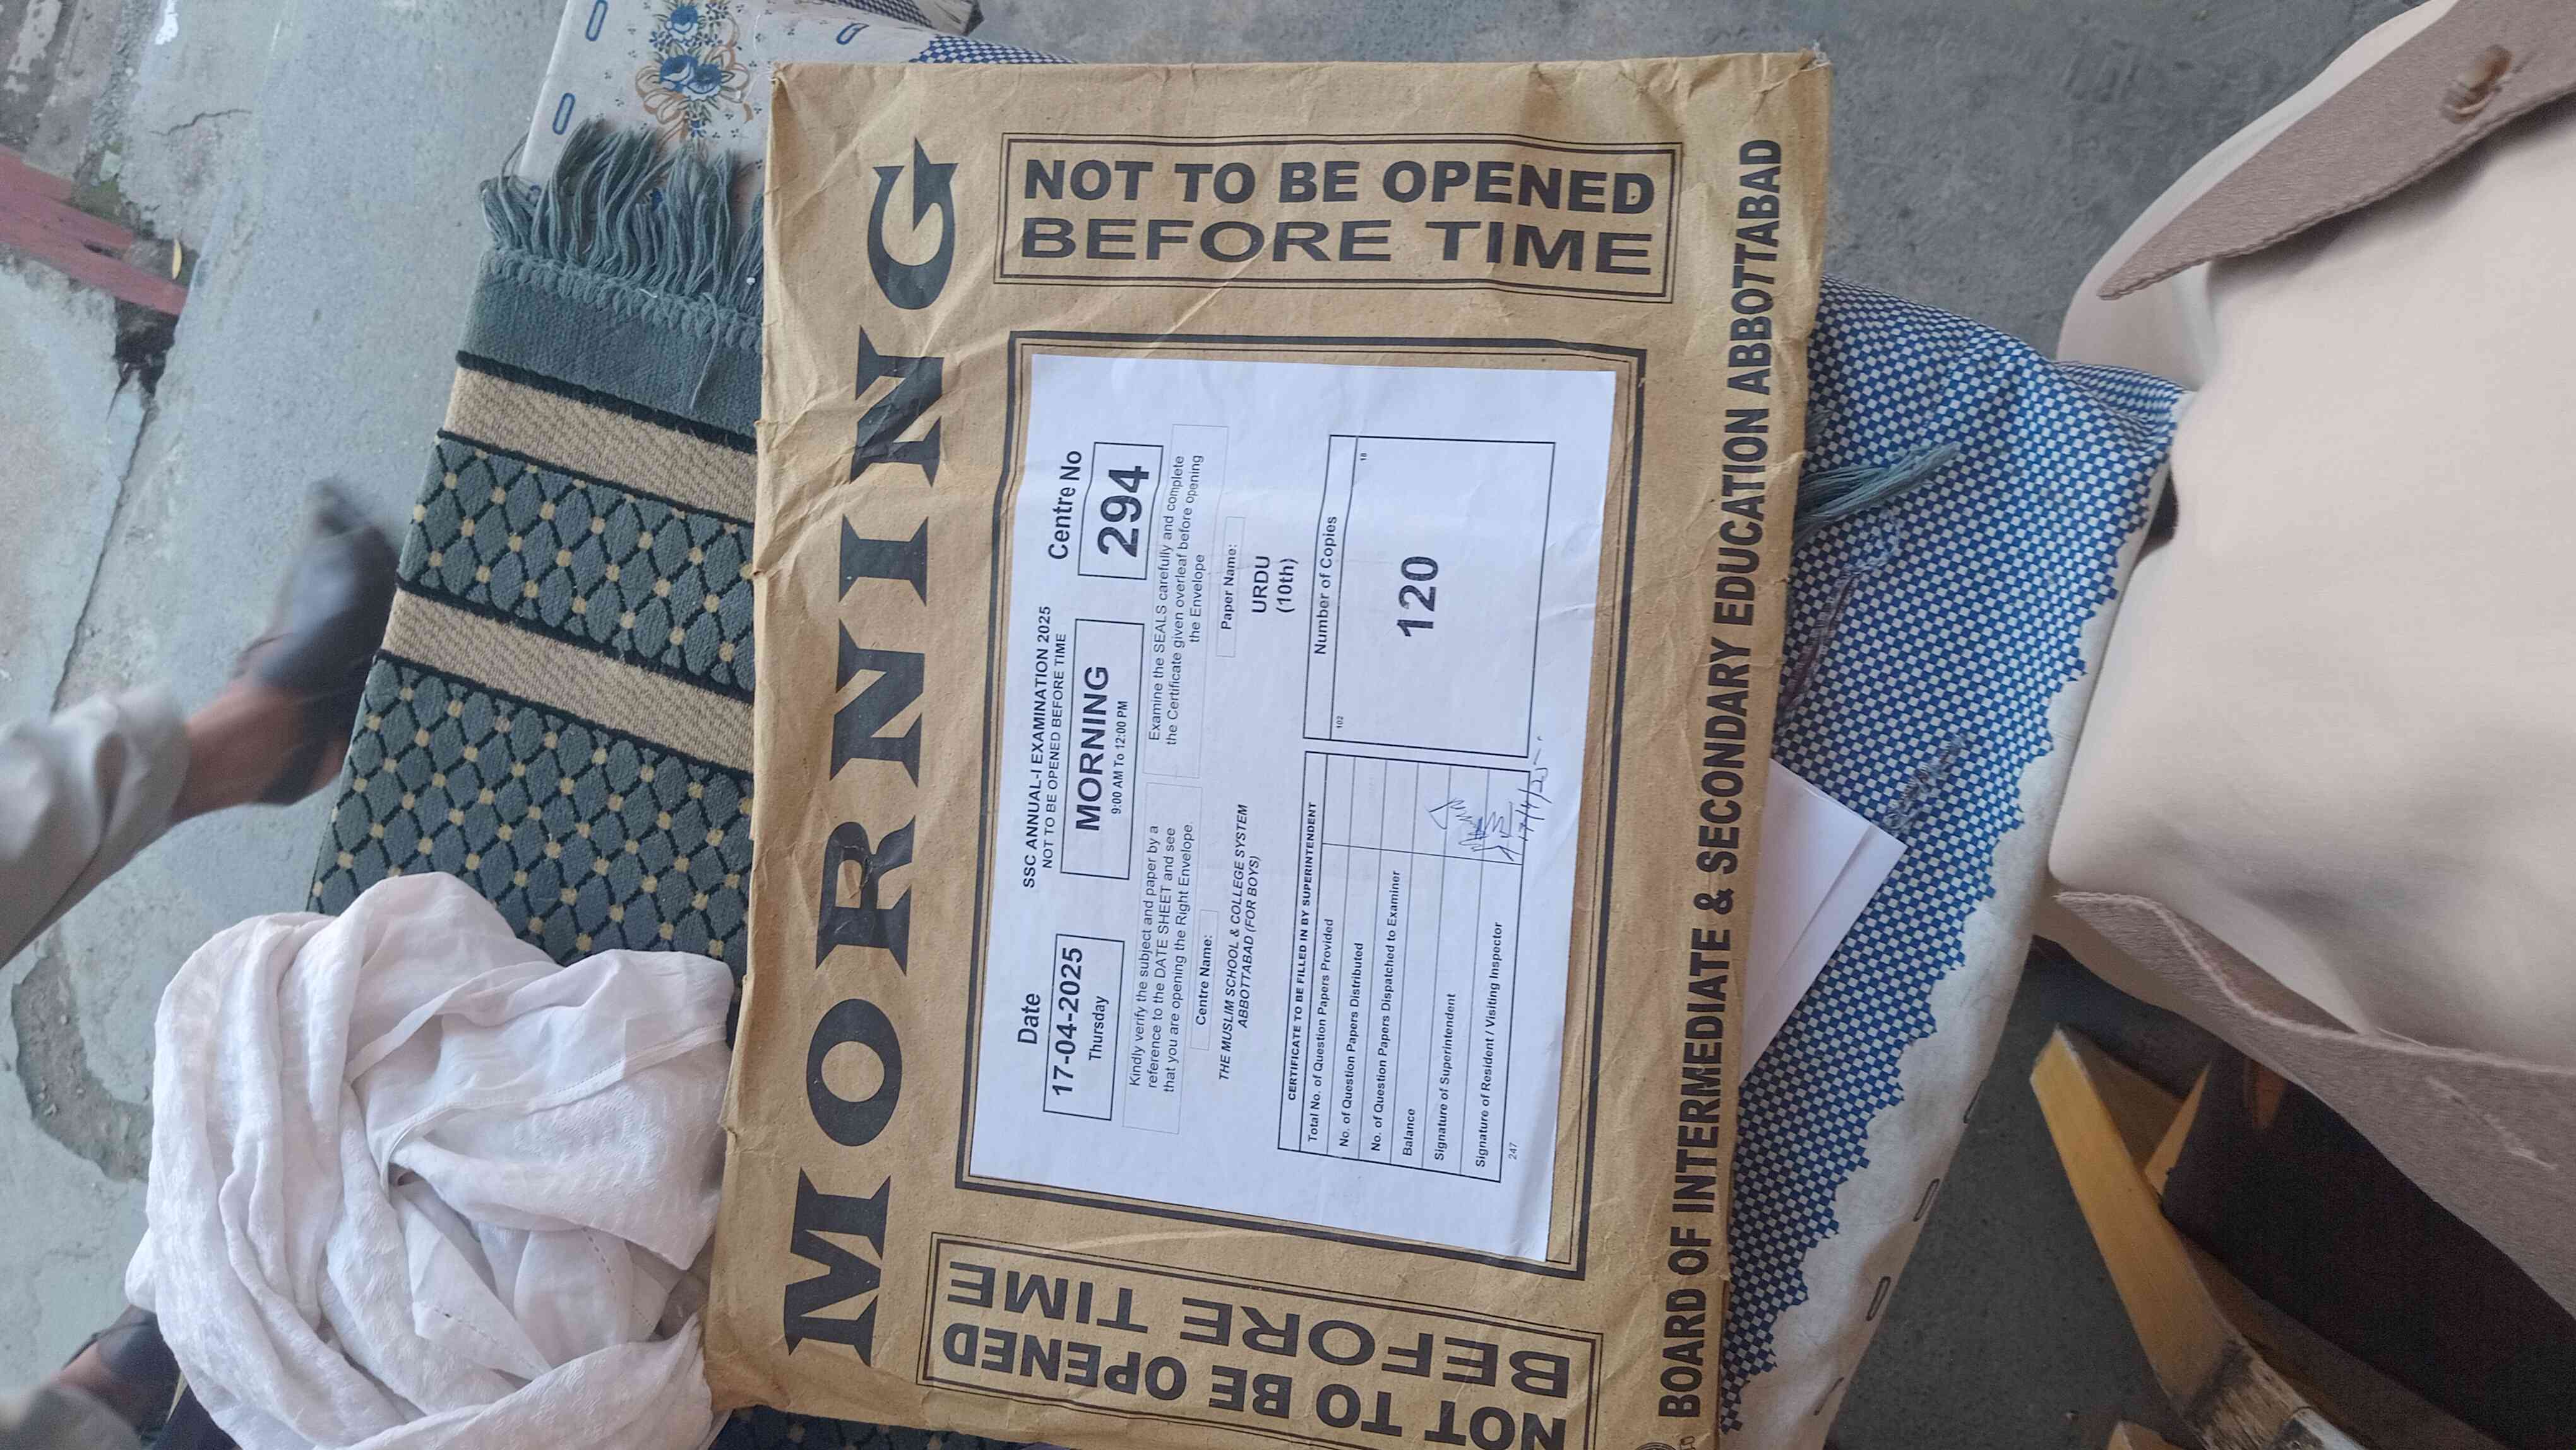 MORNING
NOT TO BE OPENED
BEFORE TIME
NOT TO BE OPENED
BEFORE TIME
SSC ANNUAL-I EXAMINATION 2025
NOT TO BE OPENED BEFORE TIME
Date
17-04-2025
Thursday
MORNING
9:00 AM To 12:00 PM
Centre No
294
Kindly verify the subject and paper by a
reference to the DATE SHEET and see
that you are opening the Right Envelope.
Examine the SEALS carefully and complete
the Certificate given overleaf before opening
the Envelope
Centre Name:
THE MUSLIM SCHOOL & COLLEGE SYSTEM
ABBOTTABAD (FOR BOYS)
Paper Name:
URDU
(10th)
CERTIFICATE TO BE FILLED IN BY SUPERINTENDENT
Total No. of Question Papers Provided
No. of Question Papers Distributed
No. of Question Papers Dispatched to Examiner
Balance
Signature of Superintendent
Signature of Resident / Visiting Inspector
17/4/25
247
Number of Copies
102
18
120
BOARD OF INTERMEDIATE & SECONDARY EDUCATION ABBOTTABAD